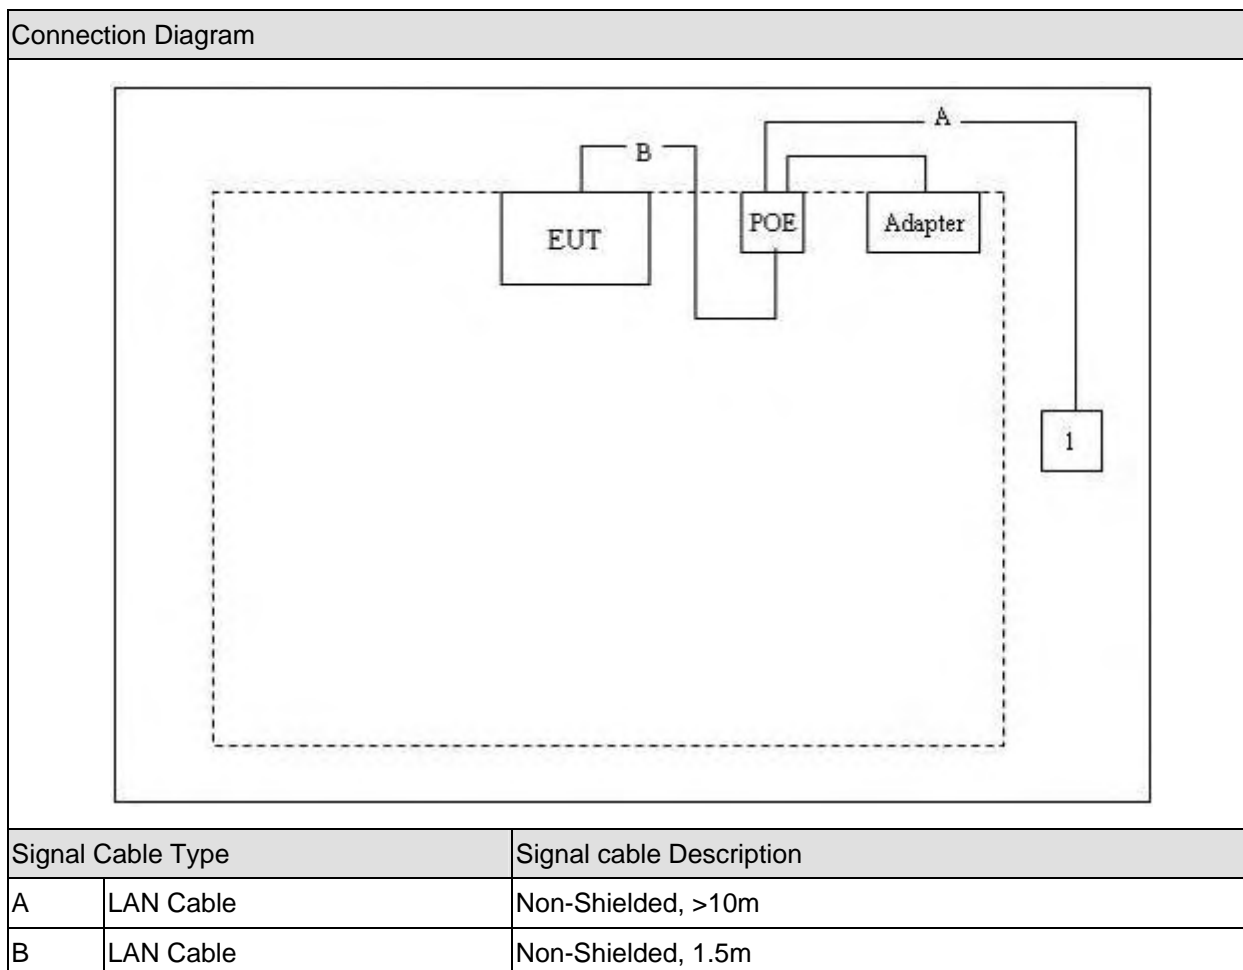 Connection Diagram
A
B
EUT
POE
Adapter
1
Signal Cable Type Signal cable Description
A LAN Cable Non-Shielded, >10m
B LAN Cable Non-Shielded, 1.5m